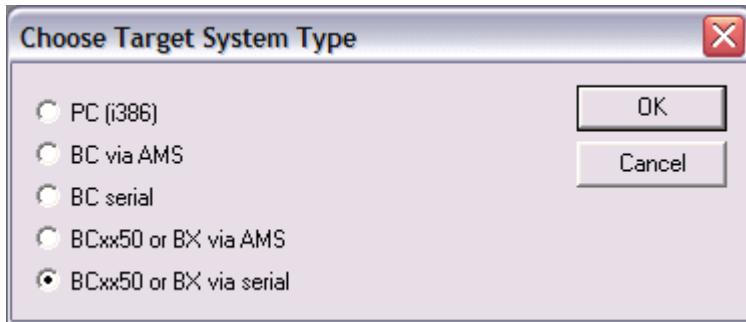 Choose Target System Type
PC (i386)
OK
BC via AMS
Cancel
BC serial
BCxx50 or BX via AMS
BCxx50 or BX via serial